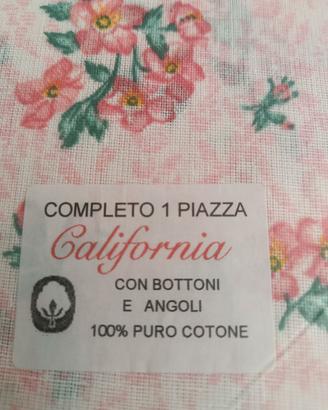 COMPLETO 1 PIAZZA
California
CON BOTTONI
E ANGOLI
100% PURO COTONE